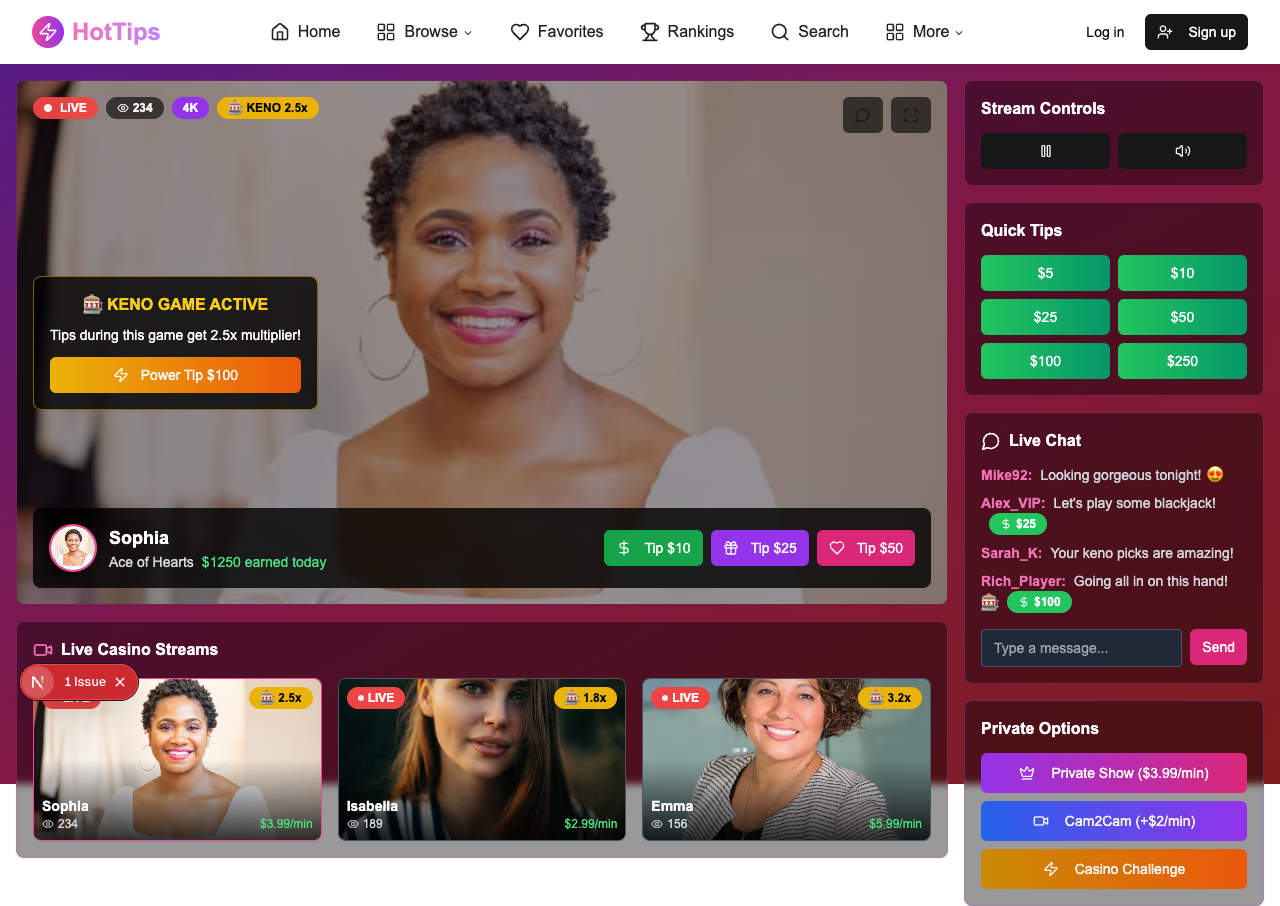 HotTips
Home
Browse
Favorites
Rankings
Search
More
Log in
Sign up
LIVE
234
4K
🎰 KENO 2.5x
🎰 KENO GAME ACTIVE
Tips during this game get 2.5x multiplier!
Power Tip $100
Sophia
Ace of Hearts $1250 earned today
Tip $10
Tip $25
Tip $50
Stream Controls
Quick Tips
$5
$10
$25
$50
$100
$250
Live Chat
Mike92: Looking gorgeous tonight! 😍
Alex_VIP: Let's play some blackjack!
$25
Sarah_K: Your keno picks are amazing!
Rich_Player: Going all in on this hand!
🎰 $100
Type a message...
Send
Private Options
Private Show ($3.99/min)
Cam2Cam (+$2/min)
Casino Challenge
Live Casino Streams
N 1 Issue
🎰 2.5x
Sophia
234
$3.99/min
LIVE
🎰 1.8x
Isabella
189
$2.99/min
LIVE
🎰 3.2x
Emma
156
$5.99/min